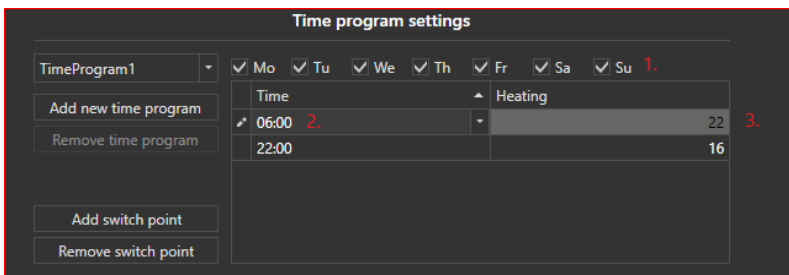 Time program settings
TimeProgram1
Mo Tu We Th Fr Sa Su 1.
Add new time program
Remove time program
Time Heating
06:00 2. 22 3.
22:00 16
Add switch point
Remove switch point